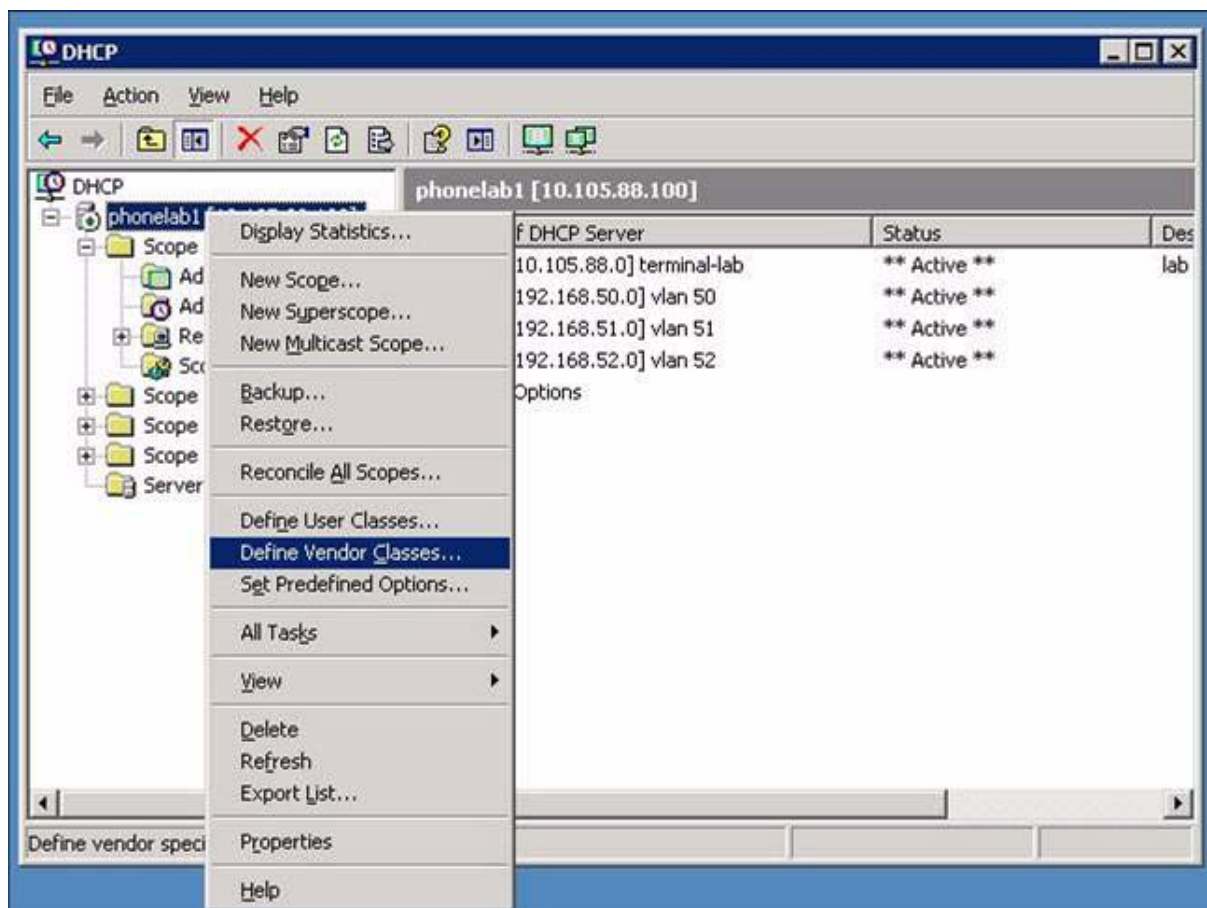 DHCP
File Action View Help
DHCP
phonelab1 [10.105.88.100]
phonelab1
Scope
Ad
Ad
Re
Sco
Scope
Scope
Scope
Server
Display Statistics...
New Scope...
New Superscope...
New Multicast Scope...
Backup...
Restore...
Reconcile All Scopes...
Define User Classes...
Define Vendor Classes...
Set Predefined Options...
All Tasks
View
Delete
Refresh
Export List...
Properties
Help
f DHCP Server Status Des
10.105.88.0] terminal-lab ** Active ** lab
192.168.50.0] vlan 50 ** Active **
192.168.51.0] vlan 51 ** Active **
192.168.52.0] vlan 52 ** Active **
Options
Define vendor speci